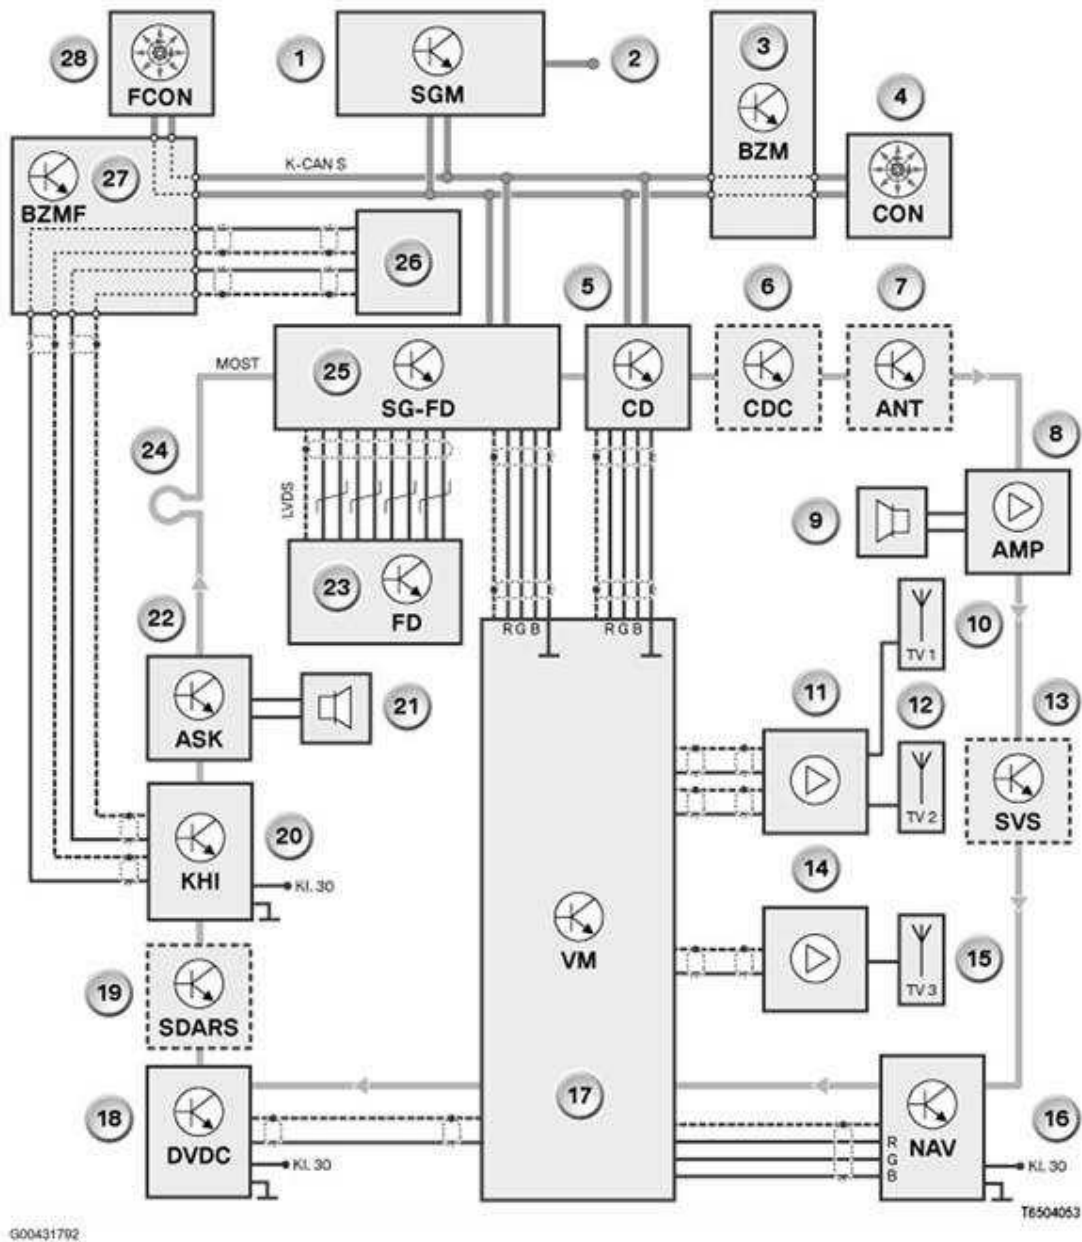 28
FCON
1
SGM
2
3
BZM
4
CON
27
BZMF
K-CAN S
26
5
6
7
MOST
25
SG-FD
CD
CDC
ANT
24
LVDS
8
9
AMP
23
FD
22
R G B
R G B
10
TV 1
ASK
21
11
12
13
TV 2
SVS
KHI
20
Kl. 30
14
VM
15
TV 3
19
SDARS
18
DVDC
Kl. 30
17
16
NAV
R
G
B
Kl. 30
T6504053
G00431792